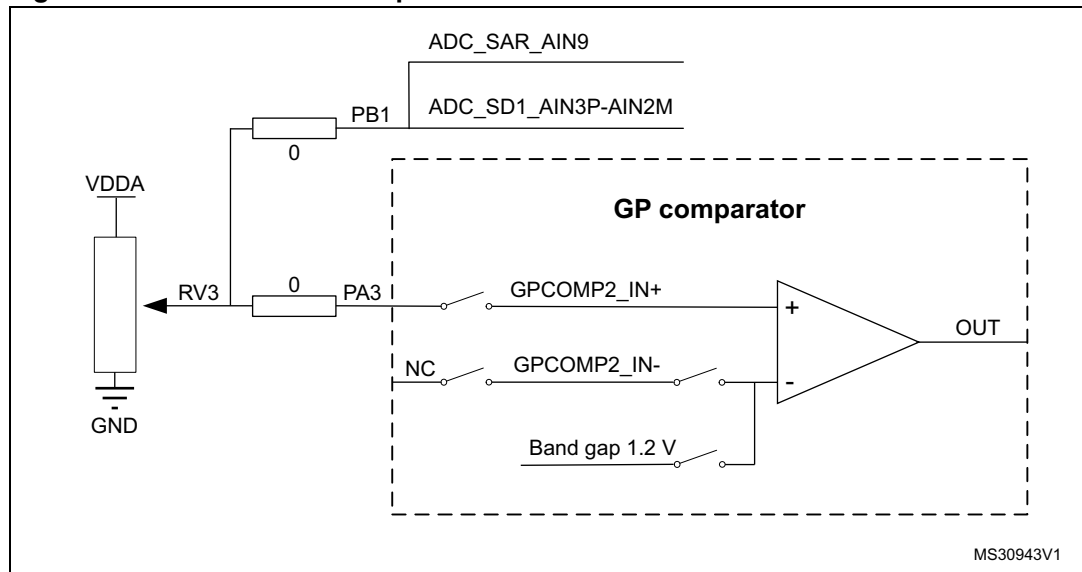 ADC_SAR_AIN9
PB1
ADC_SD1_AIN3P-AIN2M
0
VDDA
GP comparator
RV3
0
PA3
GPCOMP2_IN+
+
OUT
NC
GPCOMP2_IN-
-
GND
Band gap 1.2 V
MS30943V1